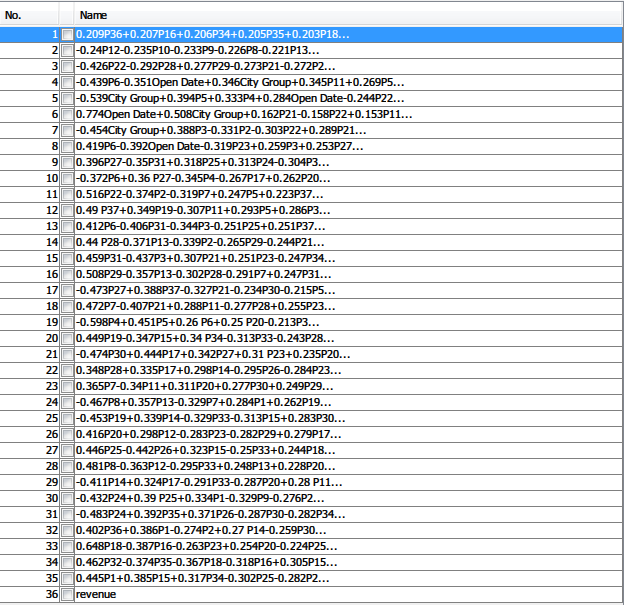 No. Name
1 0.209P36+0.207P16+0.206P34+0.205P35+0.203P18...
2 -0.24P12-0.235P10-0.233P9-0.226P8-0.221P13...
3 -0.426P22-0.292P28+0.277P29-0.273P21-0.272P2...
4 -0.439P6-0.351Open Date+0.346City Group+0.345P11+0.269P5...
5 -0.539City Group+0.394P5+0.333P4+0.284Open Date-0.244P22...
6 0.774Open Date+0.508City Group+0.162P21-0.158P22+0.153P11...
7 -0.454City Group+0.388P3-0.331P2-0.303P22+0.289P21...
8 0.419P6-0.392Open Date-0.319P23+0.259P3+0.253P27...
9 0.396P27-0.35P31+0.318P25+0.313P24-0.304P3...
10 -0.372P6+0.36 P27-0.345P4-0.267P17+0.262P20...
11 0.516P22-0.374P2-0.319P7+0.247P5+0.223P37...
12 0.49 P37+0.349P19-0.307P11+0.293P5+0.286P3...
13 0.412P6-0.406P31-0.344P3-0.251P25+0.251P37...
14 0.44 P28-0.371P13-0.339P2-0.265P29-0.244P21...
15 0.459P31-0.437P3+0.307P21+0.251P23-0.247P34...
16 0.508P29-0.357P13-0.302P28-0.291P7+0.247P31...
17 -0.473P27+0.388P37-0.327P21-0.234P30-0.215P5...
18 0.472P7-0.407P21+0.288P11-0.277P28+0.255P23...
19 -0.598P4+0.451P5+0.26 P6+0.25 P20-0.213P3...
20 0.449P19-0.347P15+0.34 P34-0.313P33-0.243P28...
21 -0.474P30+0.444P17+0.342P27+0.31 P23+0.235P20...
22 0.348P28+0.335P17+0.298P14-0.295P26-0.284P23...
23 0.365P7-0.34P11+0.311P20+0.277P30+0.249P29...
24 -0.467P8+0.357P13-0.329P7+0.284P1+0.262P19...
25 -0.453P19+0.339P14-0.329P33-0.313P15+0.283P30...
26 0.416P20+0.298P12-0.283P23-0.282P29+0.279P17...
27 0.446P25-0.442P26+0.323P15-0.25P33+0.244P18...
28 0.481P8-0.363P12-0.295P33+0.248P13+0.228P20...
29 -0.411P14+0.324P17-0.291P33-0.287P20+0.28 P11...
30 -0.432P24+0.39 P25+0.334P1-0.329P9-0.276P2...
31 -0.483P24+0.392P35+0.371P26-0.287P30-0.282P34...
32 0.402P36+0.386P1-0.274P2+0.27 P14-0.259P30...
33 0.648P18-0.387P16-0.263P23+0.254P20-0.224P25...
34 0.462P32-0.374P35-0.367P18-0.318P16+0.305P15...
35 0.445P1+0.385P15+0.317P34-0.302P25-0.282P2...
36 revenue